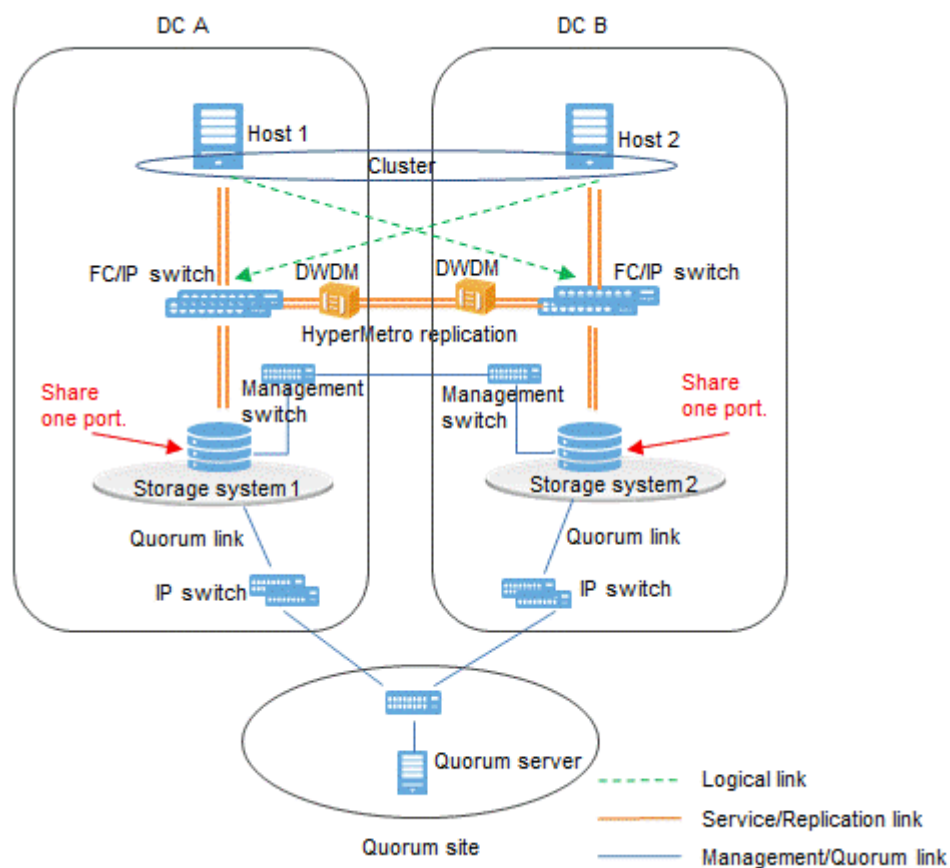 DC A
DC B
Host 1
Host 2
Cluster
FC/IP switch
DWDM
DWDM
FC/IP switch
HyperMetro replication
Management
switch
Management
switch
Share
one port.
Share
one port.
Storage system 1
Storage system 2
Quorum link
Quorum link
IP switch
IP switch
Quorum server
Quorum site
Logical link
Service/Replication link
Management/Quorum link